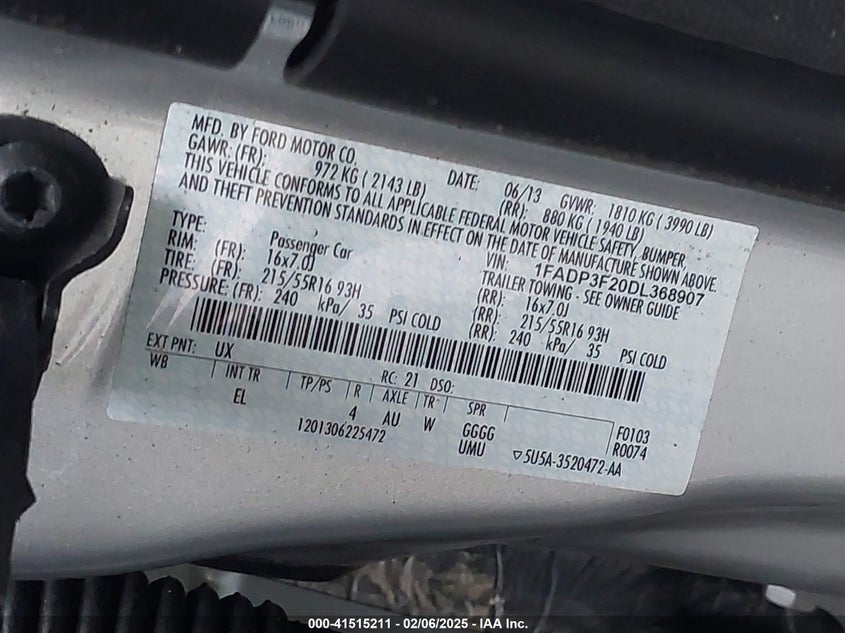 MFD. BY FORD MOTOR CO.
DATE: 06/13 GVWR: 1810 KG ( 3990 LB)
GAWR: (FR): 972 KG ( 2143 LB) (RR): 880 KG ( 1940 LB)
THIS VEHICLE CONFORMS TO ALL APPLICABLE FEDERAL MOTOR VEHICLE SAFETY, BUMPER
AND THEFT PREVENTION STANDARDS IN EFFECT ON THE DATE OF MANUFACTURE SHOWN ABOVE.
VIN: 1FADP3F20DL368907
TYPE: Passenger Car TRAILER TOWING - SEE OWNER GUIDE
RIM: (FR): 16x7.0J (RR): 16x7.0J
TIRE: (FR): 215/55R16 93H (RR): 215/55R16 93H
PRESSURE: (FR): 240 kPa/ 35 PSI COLD (RR): 240 kPa/ 35 PSI COLD
EXT PNT: UX RC: 21 DSO:
WB INT TR TP/PS R AXLE TR SPR
EL 4 AU W GGGG F0103
UMU R0074
1201306225472 ▽5U5A-3520472-AA
000-41515211 - 02/06/2025 - IAA Inc.